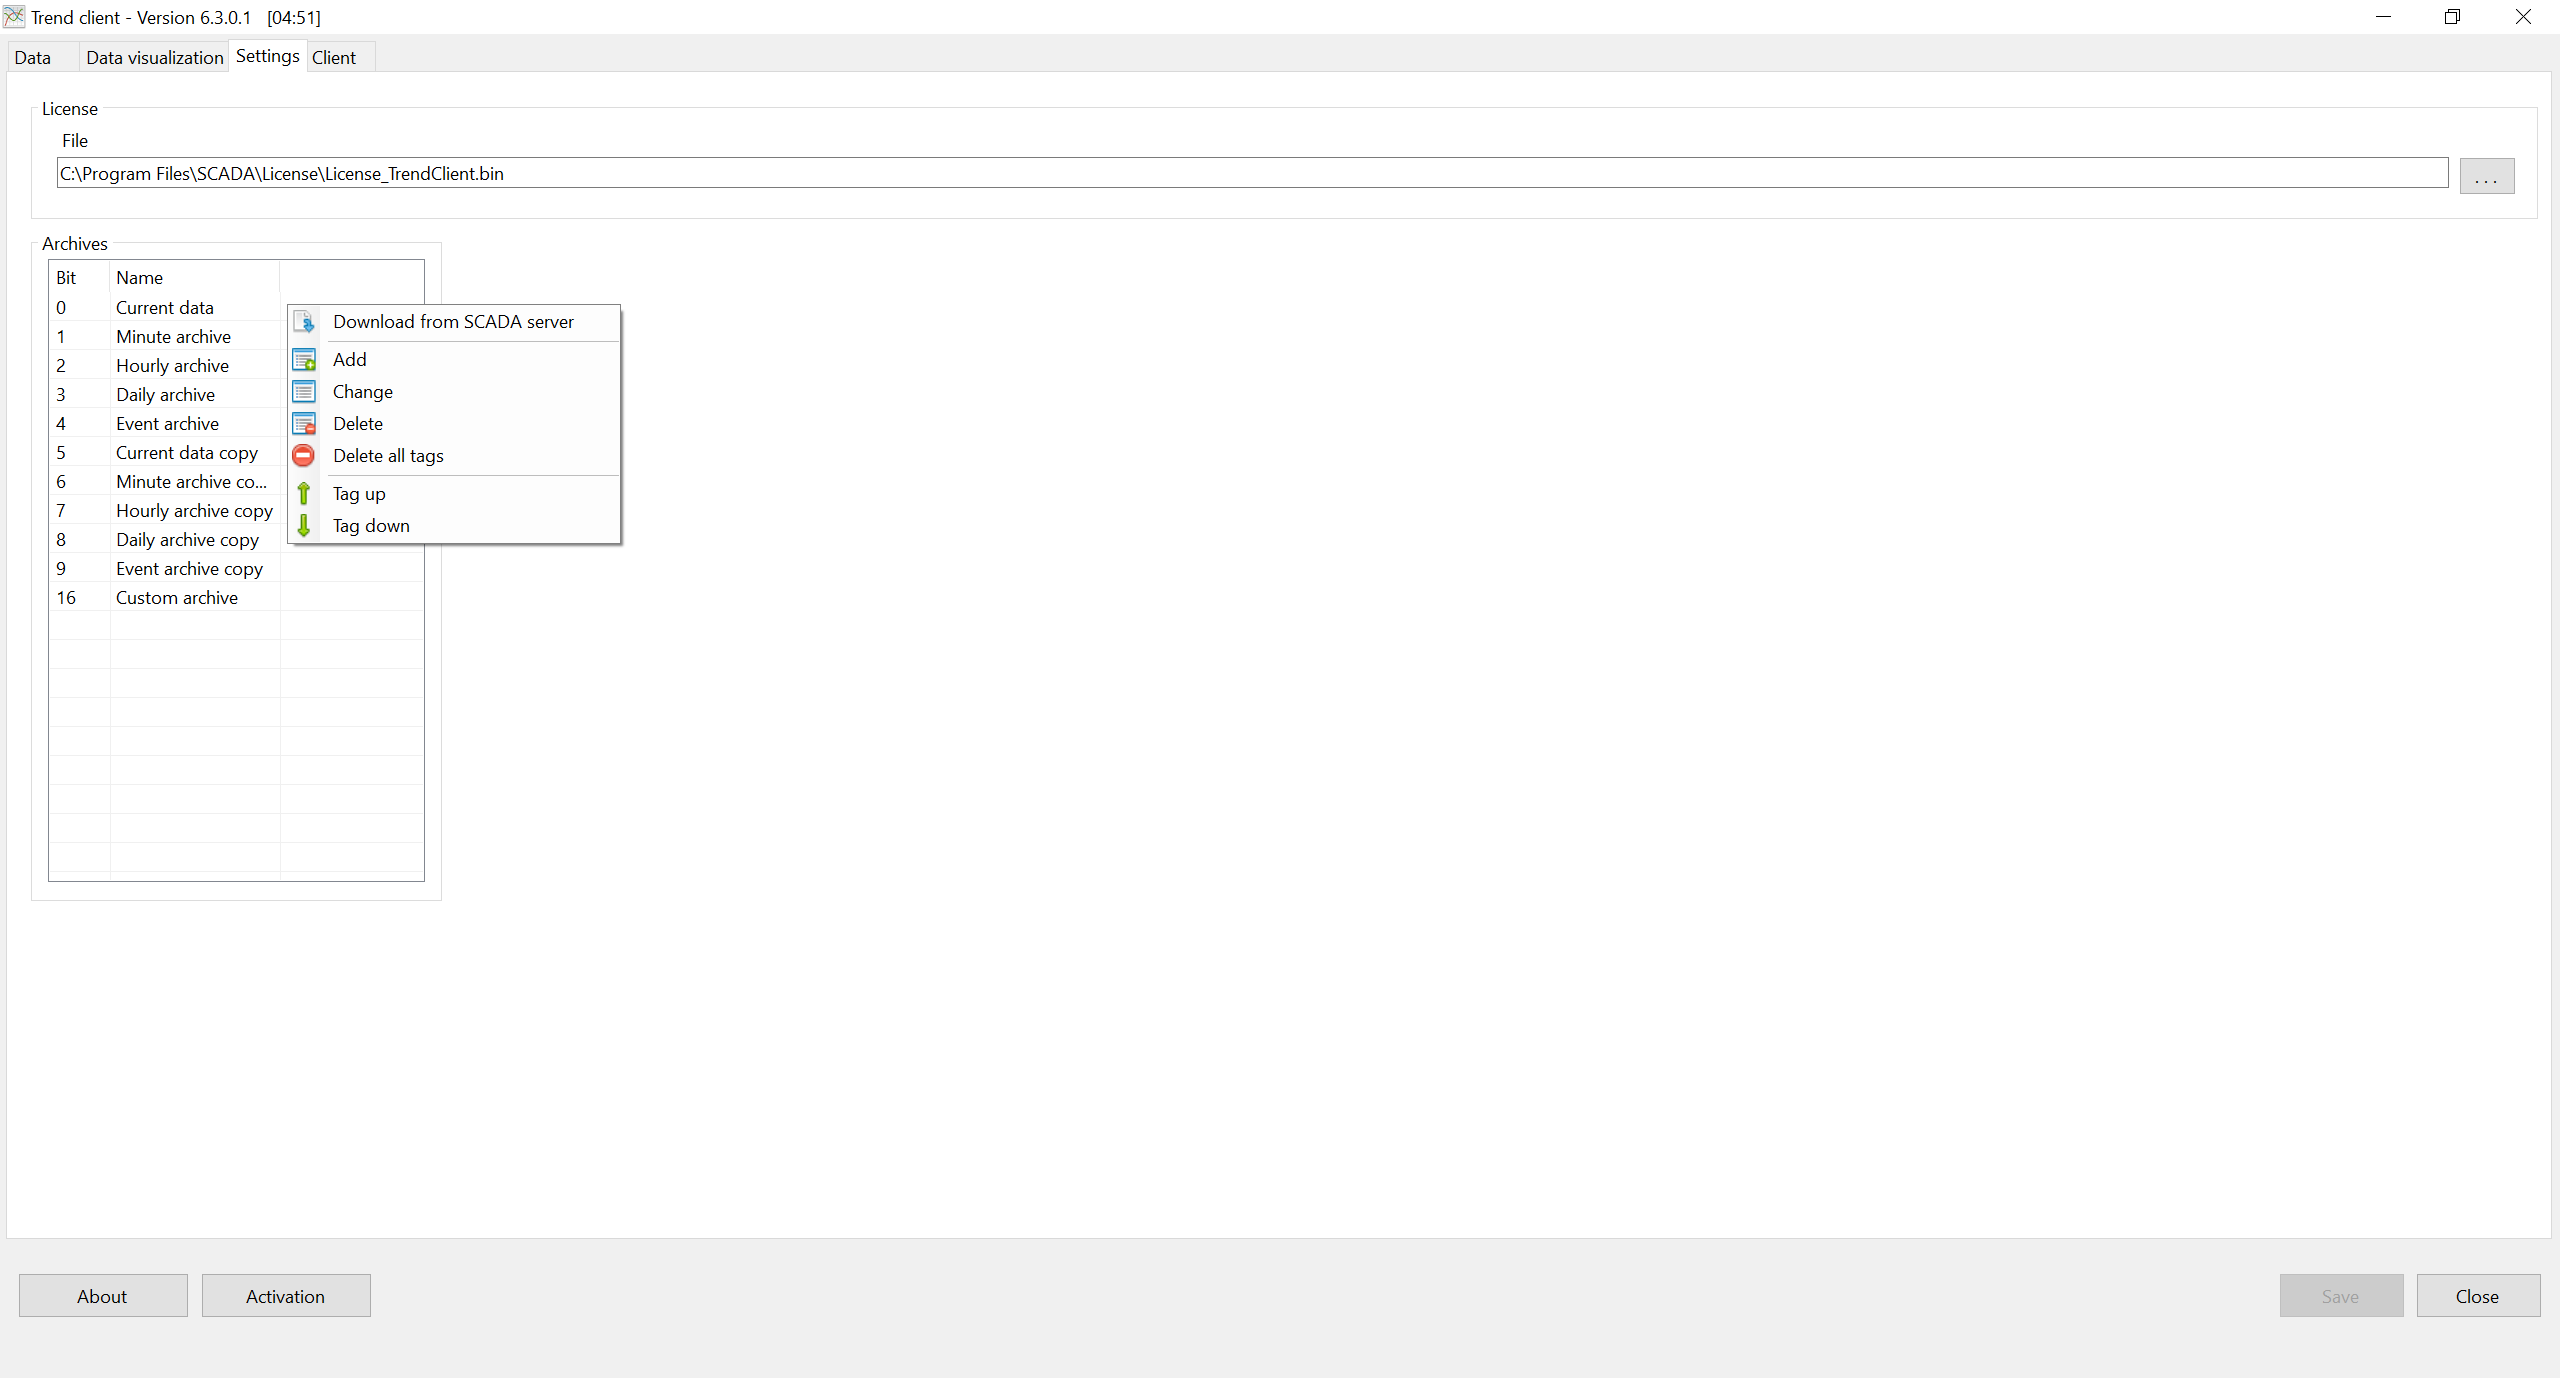 Trend client - Version 6.3.0.1 [04:51]
Data Data visualization Settings Client
License
File
C:\Program Files\SCADA\License\License_TrendClient.bin
...
Archives
Bit Name
0 Current data
1 Minute archive
2 Hourly archive
3 Daily archive
4 Event archive
5 Current data copy
6 Minute archive co...
7 Hourly archive copy
8 Daily archive copy
9 Event archive copy
16 Custom archive
Download from SCADA server
Add
Change
Delete
Delete all tags
Tag up
Tag down
About Activation Save Close